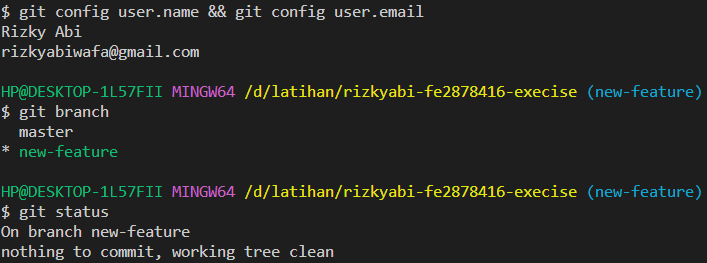 $ git config user.name && git config user.email
Rizky Abi
rizkyabiwafa@gmail.com
HP@DESKTOP-1L57FII MINGW64 /d/latihan/rizkyabi-fe2878416-execise (new-feature)
$ git branch
  master
* new-feature
HP@DESKTOP-1L57FII MINGW64 /d/latihan/rizkyabi-fe2878416-execise (new-feature)
$ git status
On branch new-feature
nothing to commit, working tree clean